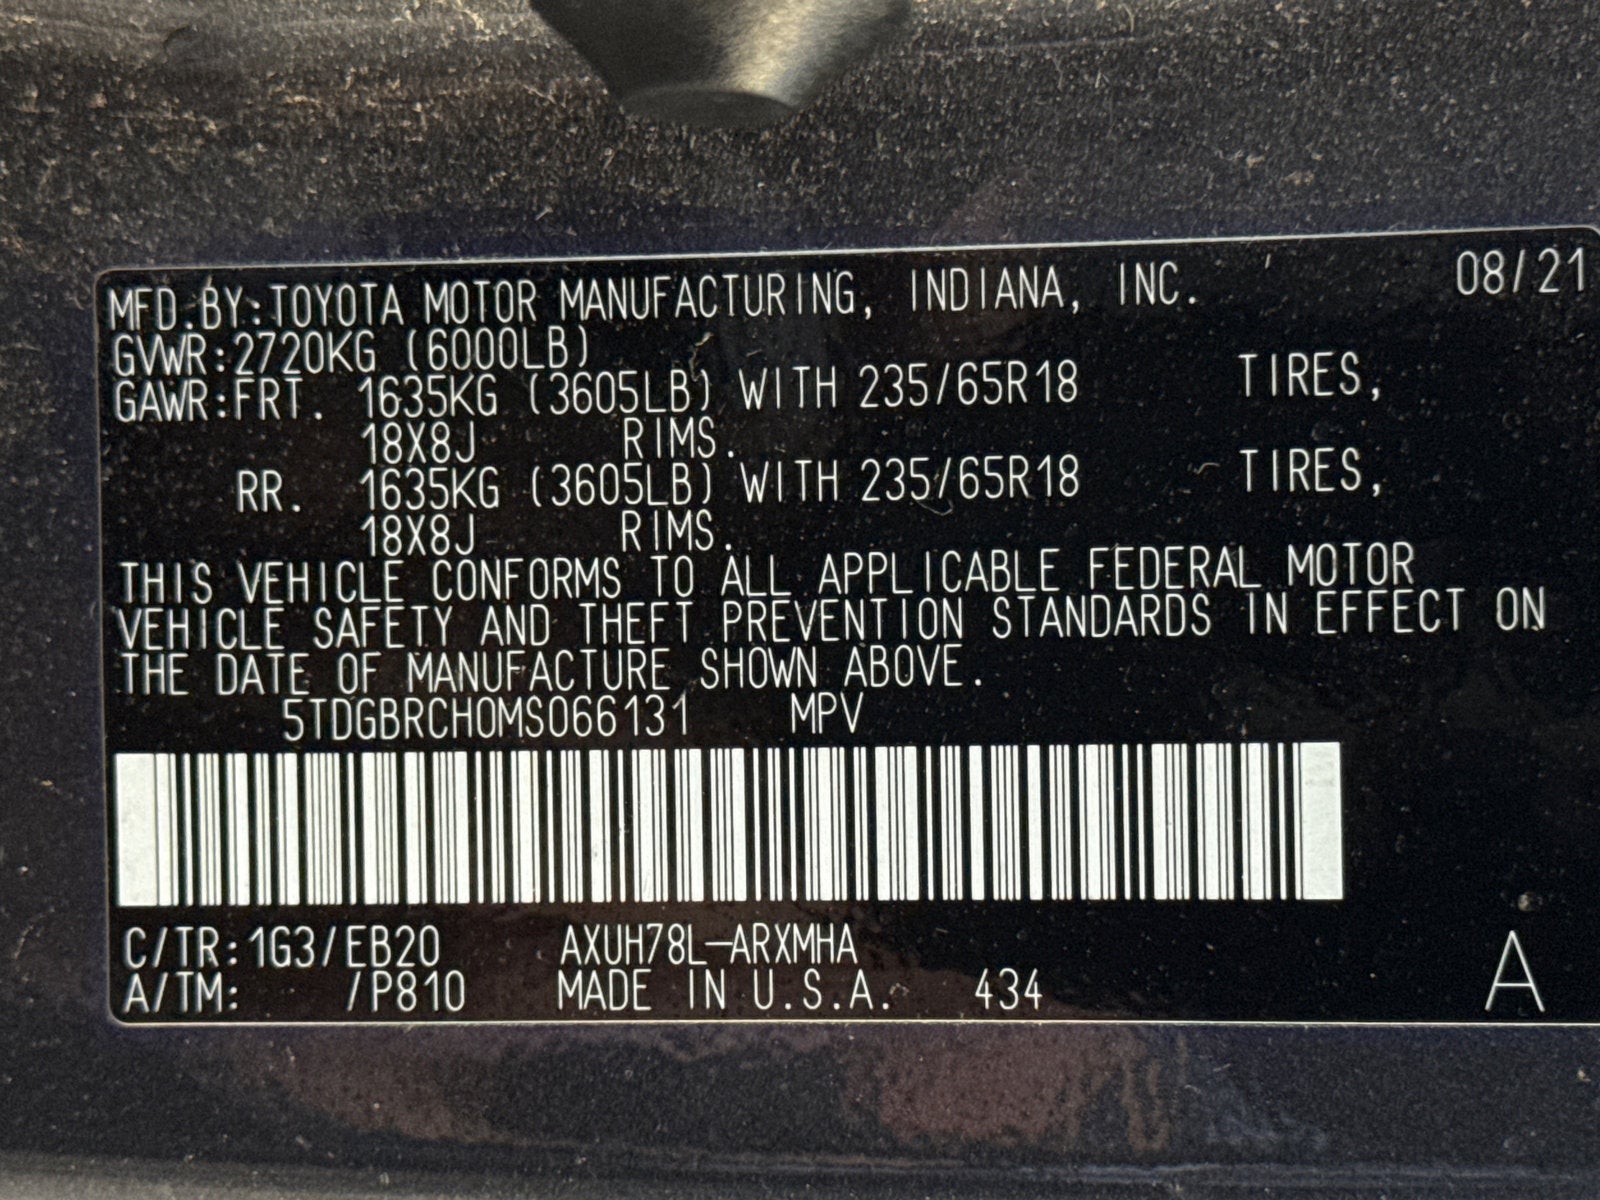 MFD.BY:TOYOTA MOTOR MANUFACTURING, INDIANA, INC. 08/21
GVWR:2720KG (6000LB)
GAWR:FRT. 1635KG (3605LB) WITH 235/65R18 TIRES,
18X8J RIMS.
RR. 1635KG (3605LB) WITH 235/65R18 TIRES,
18X8J RIMS.
THIS VEHICLE CONFORMS TO ALL APPLICABLE FEDERAL MOTOR
VEHICLE SAFETY AND THEFT PREVENTION STANDARDS IN EFFECT ON
THE DATE OF MANUFACTURE SHOWN ABOVE.
5TDGBRCH0MS066131 MPV
C/TR:1G3/EB20 AXUH78L-ARXMHA
A/TM: /P810 MADE IN U.S.A. 434 A